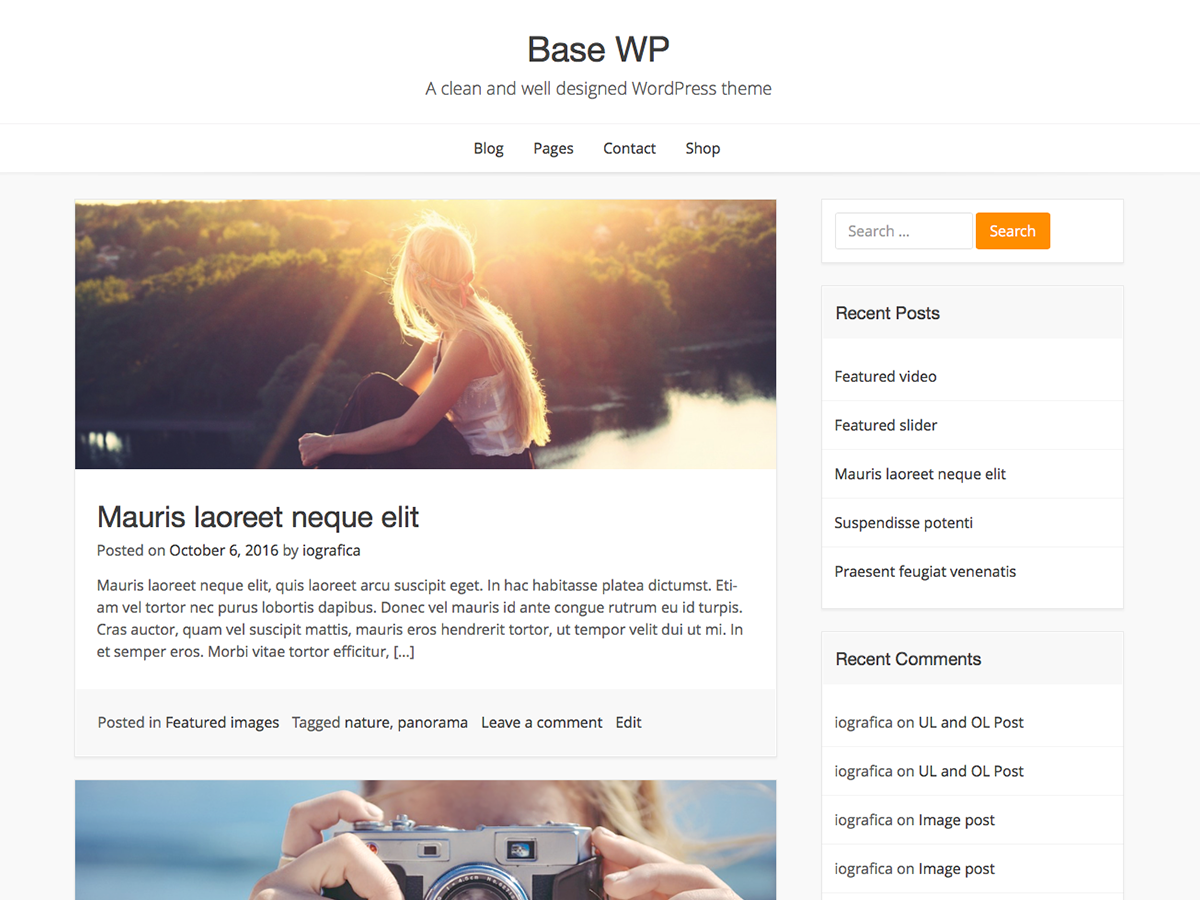 Base WP
A clean and well designed WordPress theme
Blog Pages Contact Shop
Mauris laoreet neque elit
Posted on October 6, 2016 by iografica
Mauris laoreet neque elit, quis laoreet arcu suscipit eget. In hac habitasse platea dictumst. Eti-
am vel tortor nec purus lobortis dapibus. Donec vel mauris id ante congue rutrum eu id turpis.
Cras auctor, quam vel suscipit mattis, mauris eros hendrerit tortor, ut tempor velit dui ut mi. In
et semper eros. Morbi vitae tortor efficitur, [...]
Posted in Featured images Tagged nature, panorama Leave a comment Edit
Search ... Search
Recent Posts
Featured video
Featured slider
Mauris laoreet neque elit
Suspendisse potenti
Praesent feugiat venenatis
Recent Comments
iografica on UL and OL Post
iografica on UL and OL Post
iografica on Image post
iografica on Image post